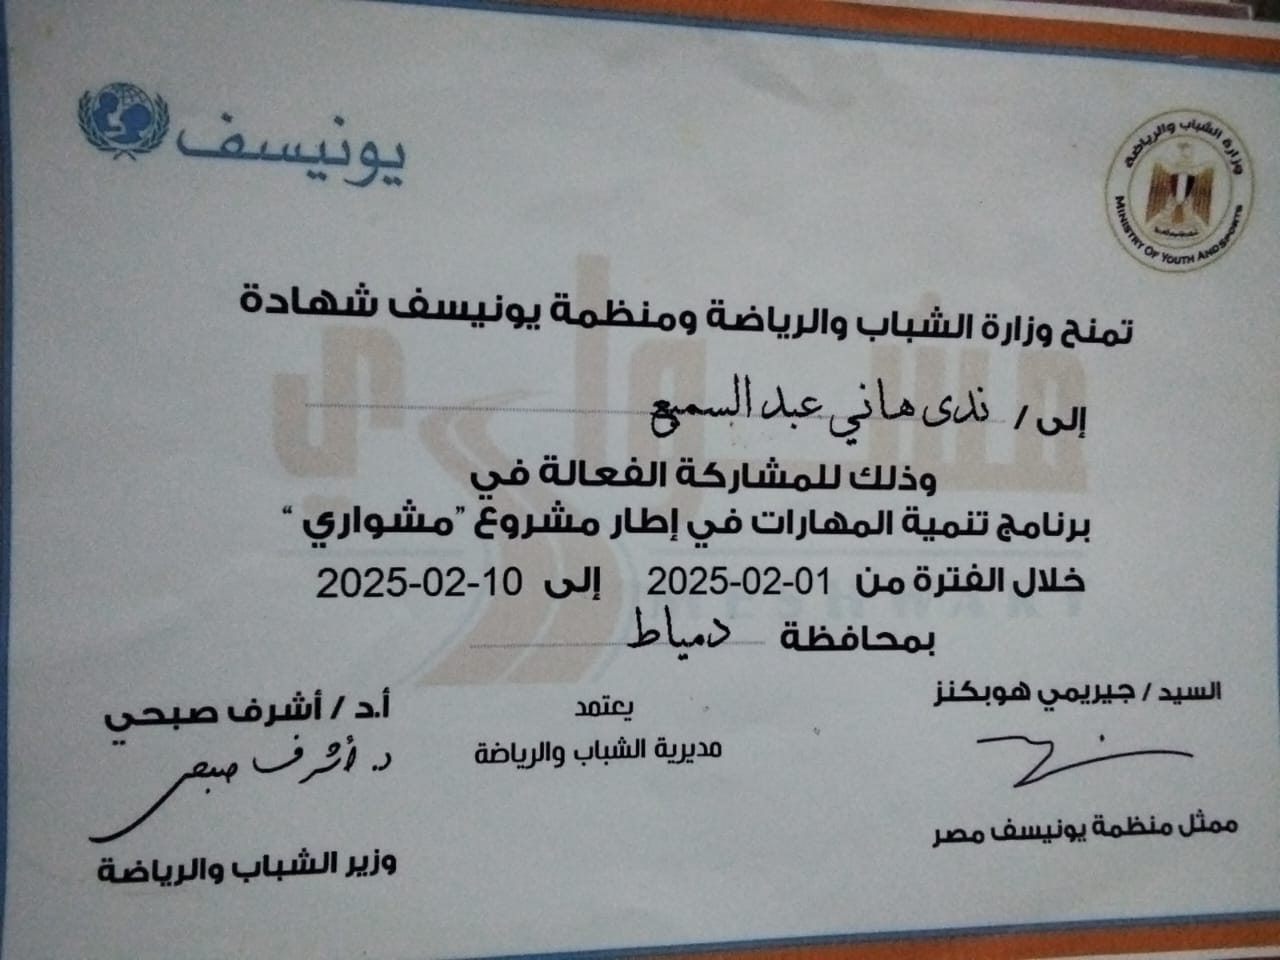 يونيسف
وزارة الشباب والرياضة
MINISTRY OF YOUTH AND SPORTS
تمنح وزارة الشباب والرياضة ومنظمة يونيسف شهادة
إلى / ندى هاني عبد السميع
وذلك للمشاركة الفعالة في
برنامج تنمية المهارات في إطار مشروع "مشواري"
خلال الفترة من 01-02-2025 إلى 10-02-2025
بمحافظة دمياط
السيد / جيريمي هوبكنز
ممثل منظمة يونيسف مصر
يعتمد
مديرية الشباب والرياضة
أ.د / أشرف صبحي
د. أشرف صبحي
وزير الشباب والرياضة
مشواري
MESHWARY